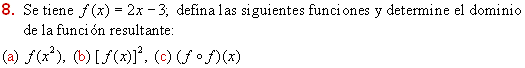 8. Se tiene f(x) = 2x − 3; defina las siguientes funciones y determine el dominio
de la función resultante:
(a) f(x²), (b) [f(x)]², (c) (f ∘ f)(x)